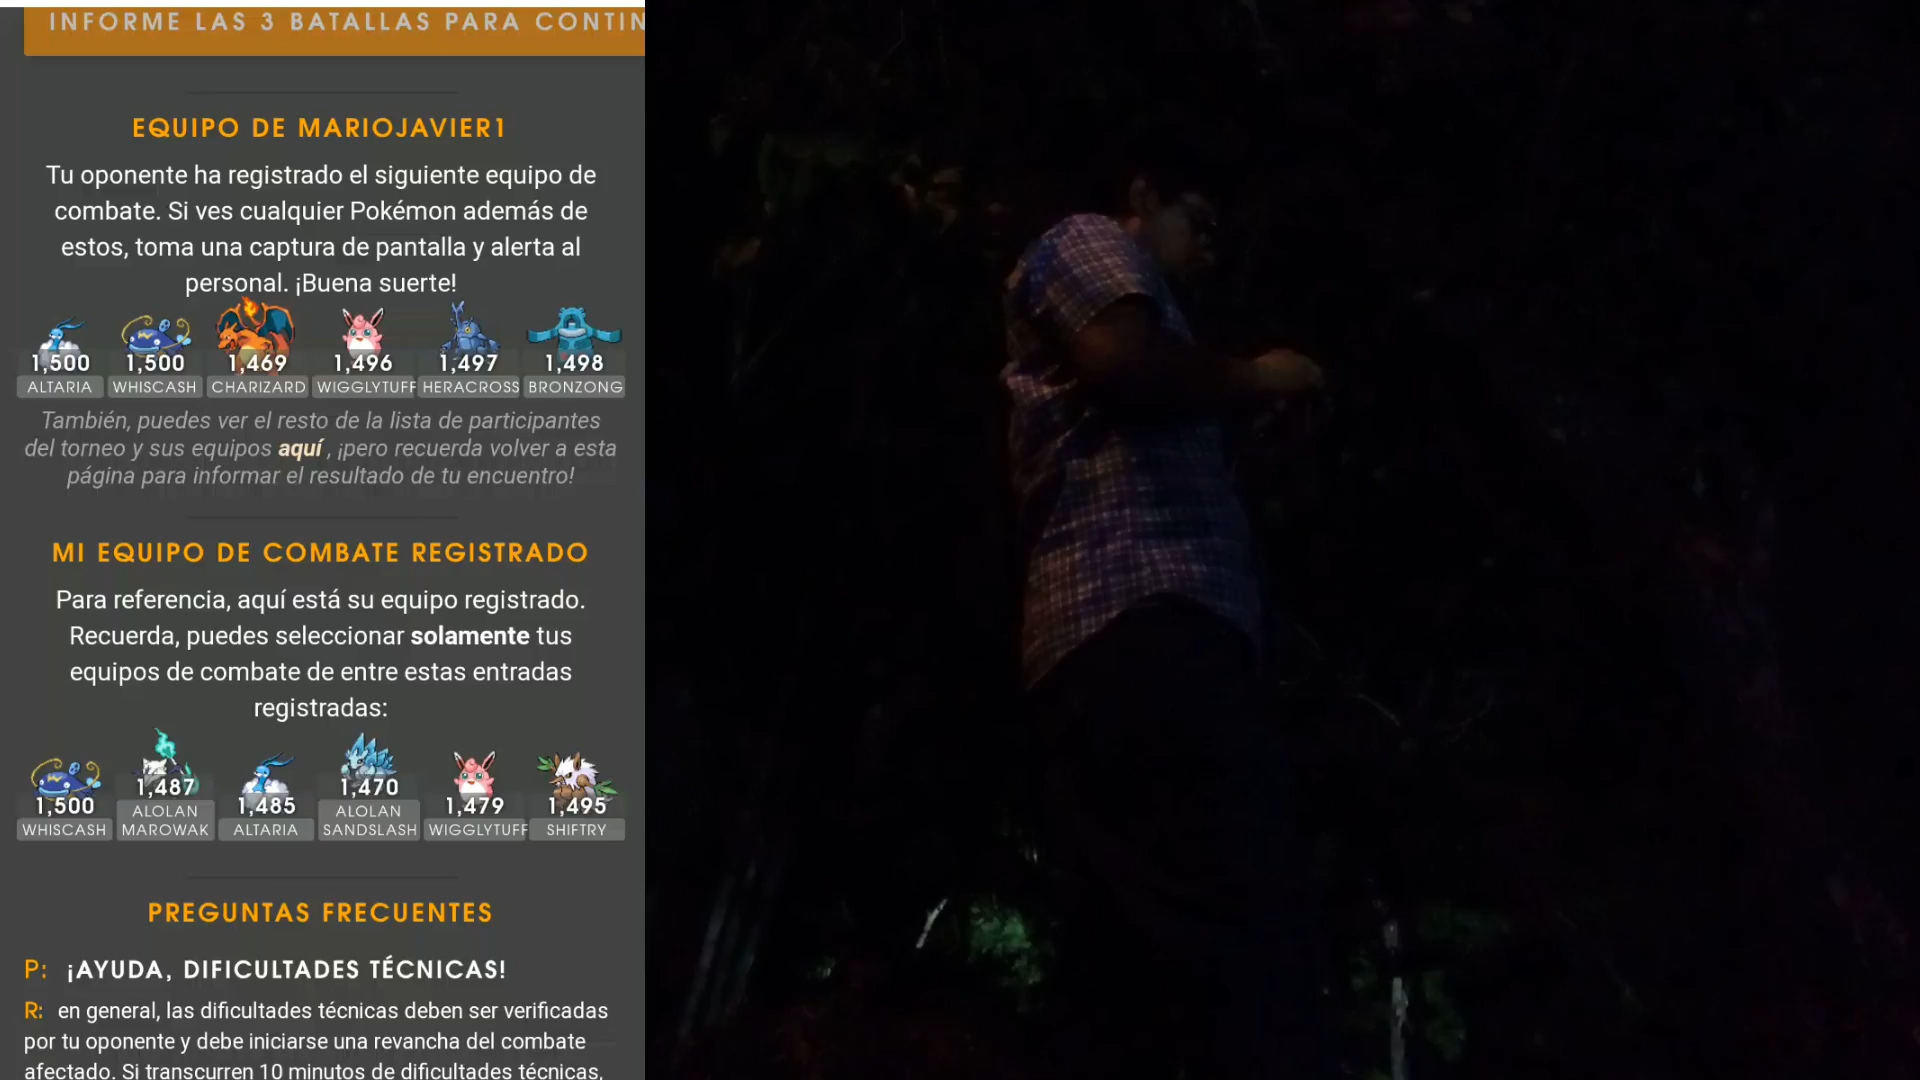 INFORME LAS 3 BATALLAS PARA CONTIN
EQUIPO DE MARIOJAVIER1
Tu oponente ha registrado el siguiente equipo de
combate. Si ves cualquier Pokémon además de
estos, toma una captura de pantalla y alerta al
personal. ¡Buena suerte!
1,500 1,500 1,469 1,496 1,497 1,498
ALTARIA WHISCASH CHARIZARD WIGGLYTUFF HERACROSS BRONZONG
También, puedes ver el resto de la lista de participantes
del torneo y sus equipos aquí , ¡pero recuerda volver a esta
página para informar el resultado de tu encuentro!
MI EQUIPO DE COMBATE REGISTRADO
Para referencia, aquí está su equipo registrado.
Recuerda, puedes seleccionar solamente tus
equipos de combate de entre estas entradas
registradas:
1,500 1,487 1,485 1,470 1,479 1,495
WHISCASH ALOLAN MAROWAK ALTARIA ALOLAN SANDSLASH WIGGLYTUFF SHIFTRY
PREGUNTAS FRECUENTES
P: ¡AYUDA, DIFICULTADES TÉCNICAS!
R: en general, las dificultades técnicas deben ser verificadas
por tu oponente y debe iniciarse una revancha del combate
afectado. Si transcurren 10 minutos de dificultades técnicas,